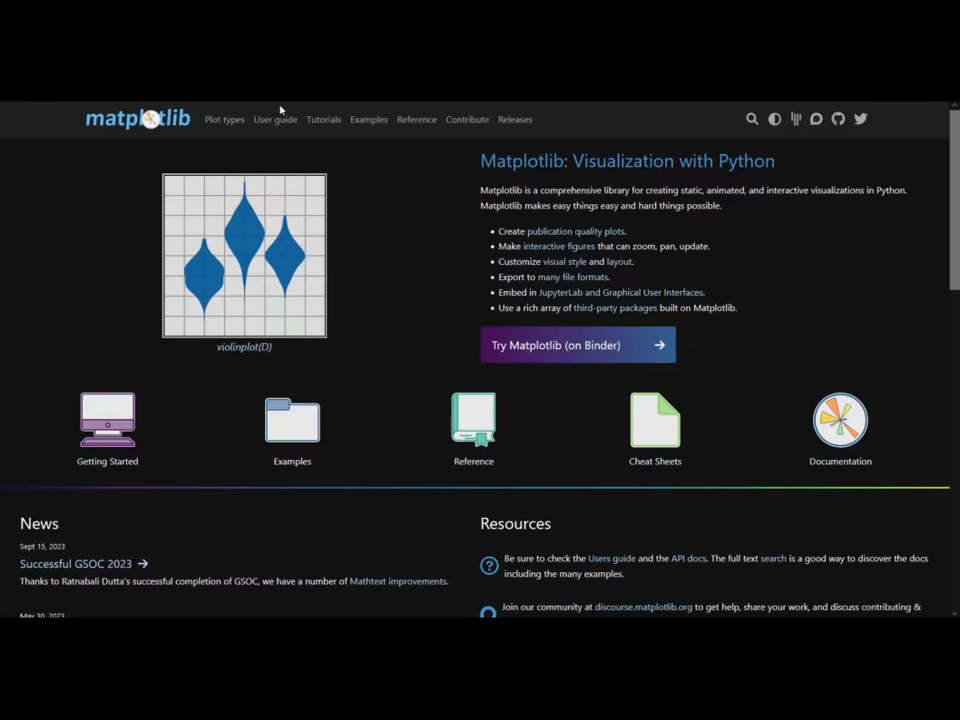 matplotlib Plot types User guide Tutorials Examples Reference Contribute Releases
Matplotlib: Visualization with Python
Matplotlib is a comprehensive library for creating static, animated, and interactive visualizations in Python.
Matplotlib makes easy things easy and hard things possible.
• Create publication quality plots.
• Make interactive figures that can zoom, pan, update.
• Customize visual style and layout.
• Export to many file formats.
• Embed in JupyterLab and Graphical User Interfaces.
• Use a rich array of third-party packages built on Matplotlib.
violinplot(D)
Try Matplotlib (on Binder)
Getting Started Examples Reference Cheat Sheets Documentation
News
Sept 15, 2023
Successful GSOC 2023
Thanks to Ratnabali Dutta's successful completion of GSOC, we have a number of Mathtext improvements.
May 30, 2023
Resources
Be sure to check the Users guide and the API docs. The full text search is a good way to discover the docs
including the many examples.
Join our community at discourse.matplotlib.org to get help, share your work, and discuss contributing &